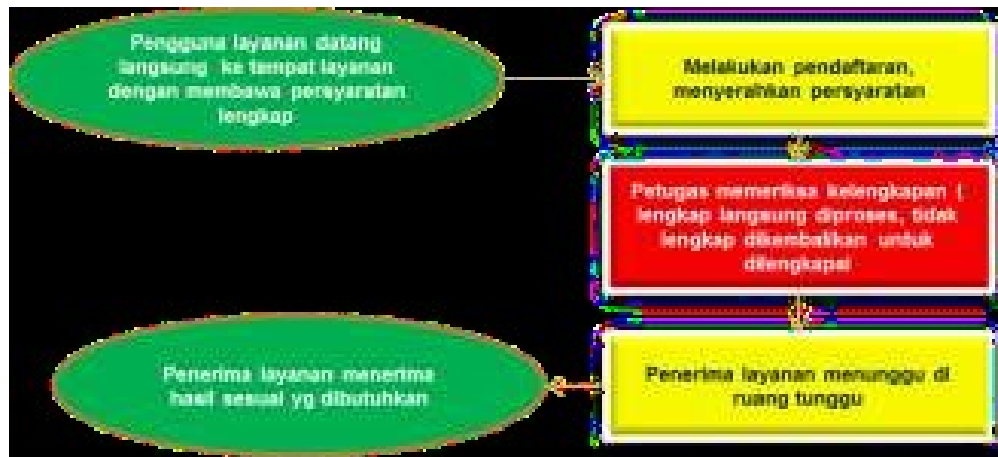 Pengguna layanan datang
langsung ke tempat layanan
dengan membawa persyaratan
lengkap
Melakukan pendaftaran,
menyerahkan persyaratan
Petugas memeriksa kelengkapan (
lengkap langsung diproses, tidak
lengkap dikembalikan untuk
dilengkapai
Penerima layanan menunggu di
ruang tunggu
Penerima layanan menerima
hasil sesuai yg dibutuhkan